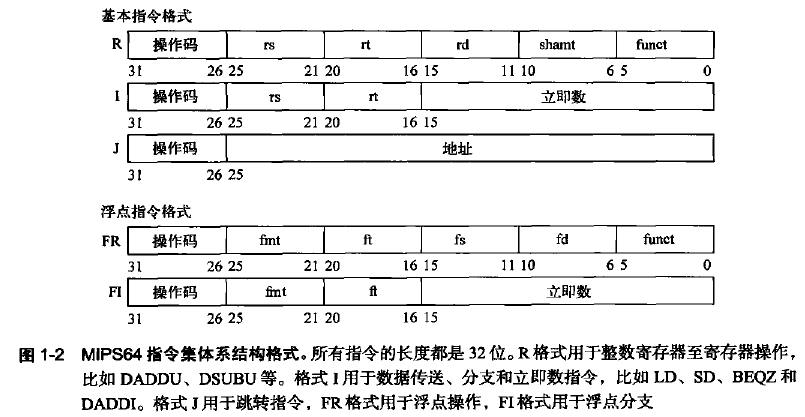 基本指令格式
R 操作码 rs rt rd shamt funct
31 26 25 21 20 16 15 11 10 6 5 0
I 操作码 rs rt 立即数
31 26 25 21 20 16 15
J 操作码 地址
31 26 25
浮点指令格式
FR 操作码 fmt ft fs fd funct
31 26 25 21 20 16 15 11 10 6 5 0
FI 操作码 fmt ft 立即数
31 26 25 21 20 16 15
图 1-2 MIPS64 指令集体系结构格式。所有指令的长度都是 32 位。R 格式用于整数寄存器至寄存器操作，
比如 DADDU、DSUBU 等。格式 I 用于数据传送、分支和立即数指令，比如 LD、SD、BEQZ 和
DADDI。格式 J 用于跳转指令，FR 格式用于浮点操作，FI 格式用于浮点分支